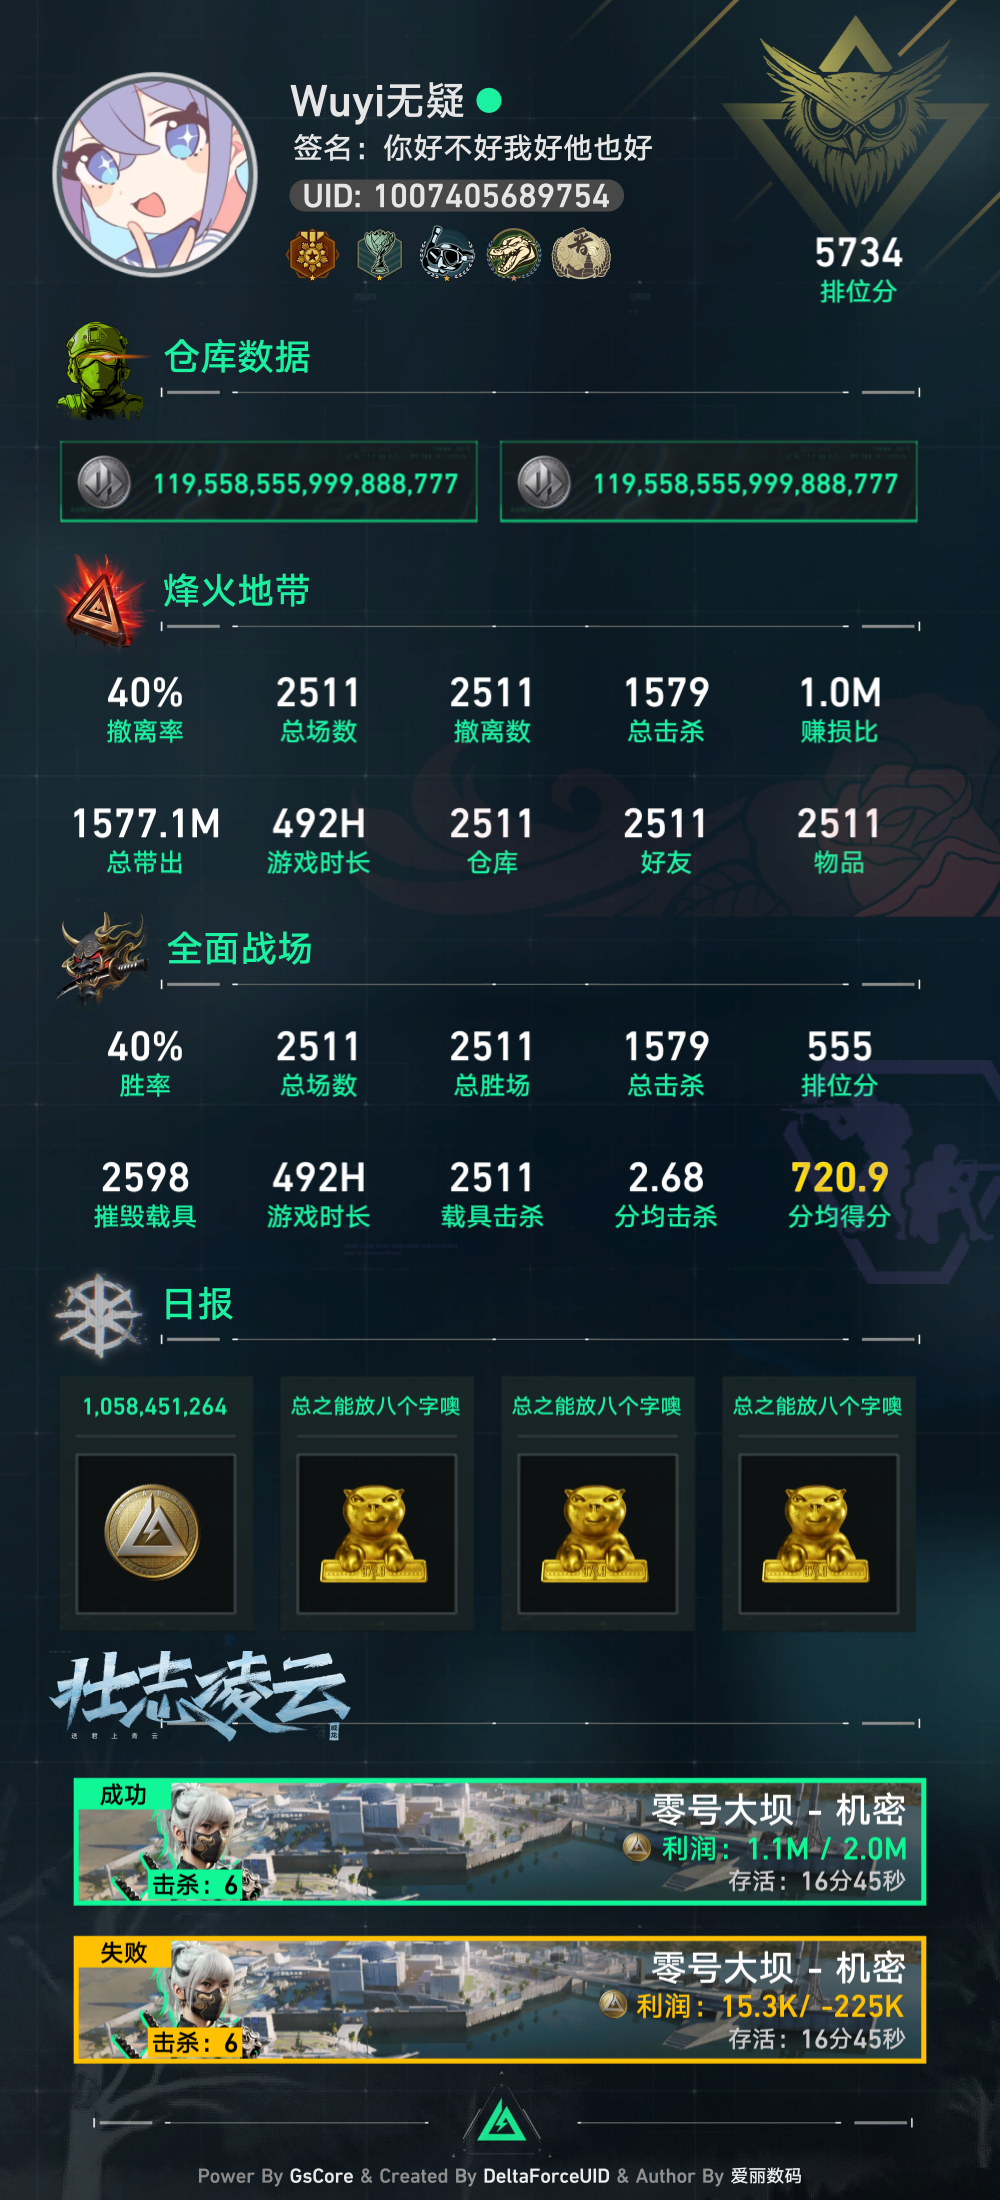 Wuyi无疑
签名：你好不好我好他也好
UID: 1007405689754
晋
5734
排位分
仓库数据
119,558,555,999,888,777 119,558,555,999,888,777
烽火地带
40% 2511 2511 1579 1.0M
撤离率 总场数 撤离数 总击杀 赚损比
1577.1M 492H 2511 2511 2511
总带出 游戏时长 仓库 好友 物品
全面战场
40% 2511 2511 1579 555
胜率 总场数 总胜场 总击杀 排位分
2598 492H 2511 2.68 720.9
摧毁载具 游戏时长 载具击杀 分均击杀 分均得分
日报
1,058,451,264 总之能放八个字噢 总之能放八个字噢 总之能放八个字噢
壮志凌云
送君上青云
成功
零号大坝 - 机密
利润：1.1M / 2.0M
击杀：6
存活：16分45秒
失败
零号大坝 - 机密
利润：15.3K/ -225K
击杀：6
存活：16分45秒
Power By GsCore & Created By DeltaForceUID & Author By 爱丽数码